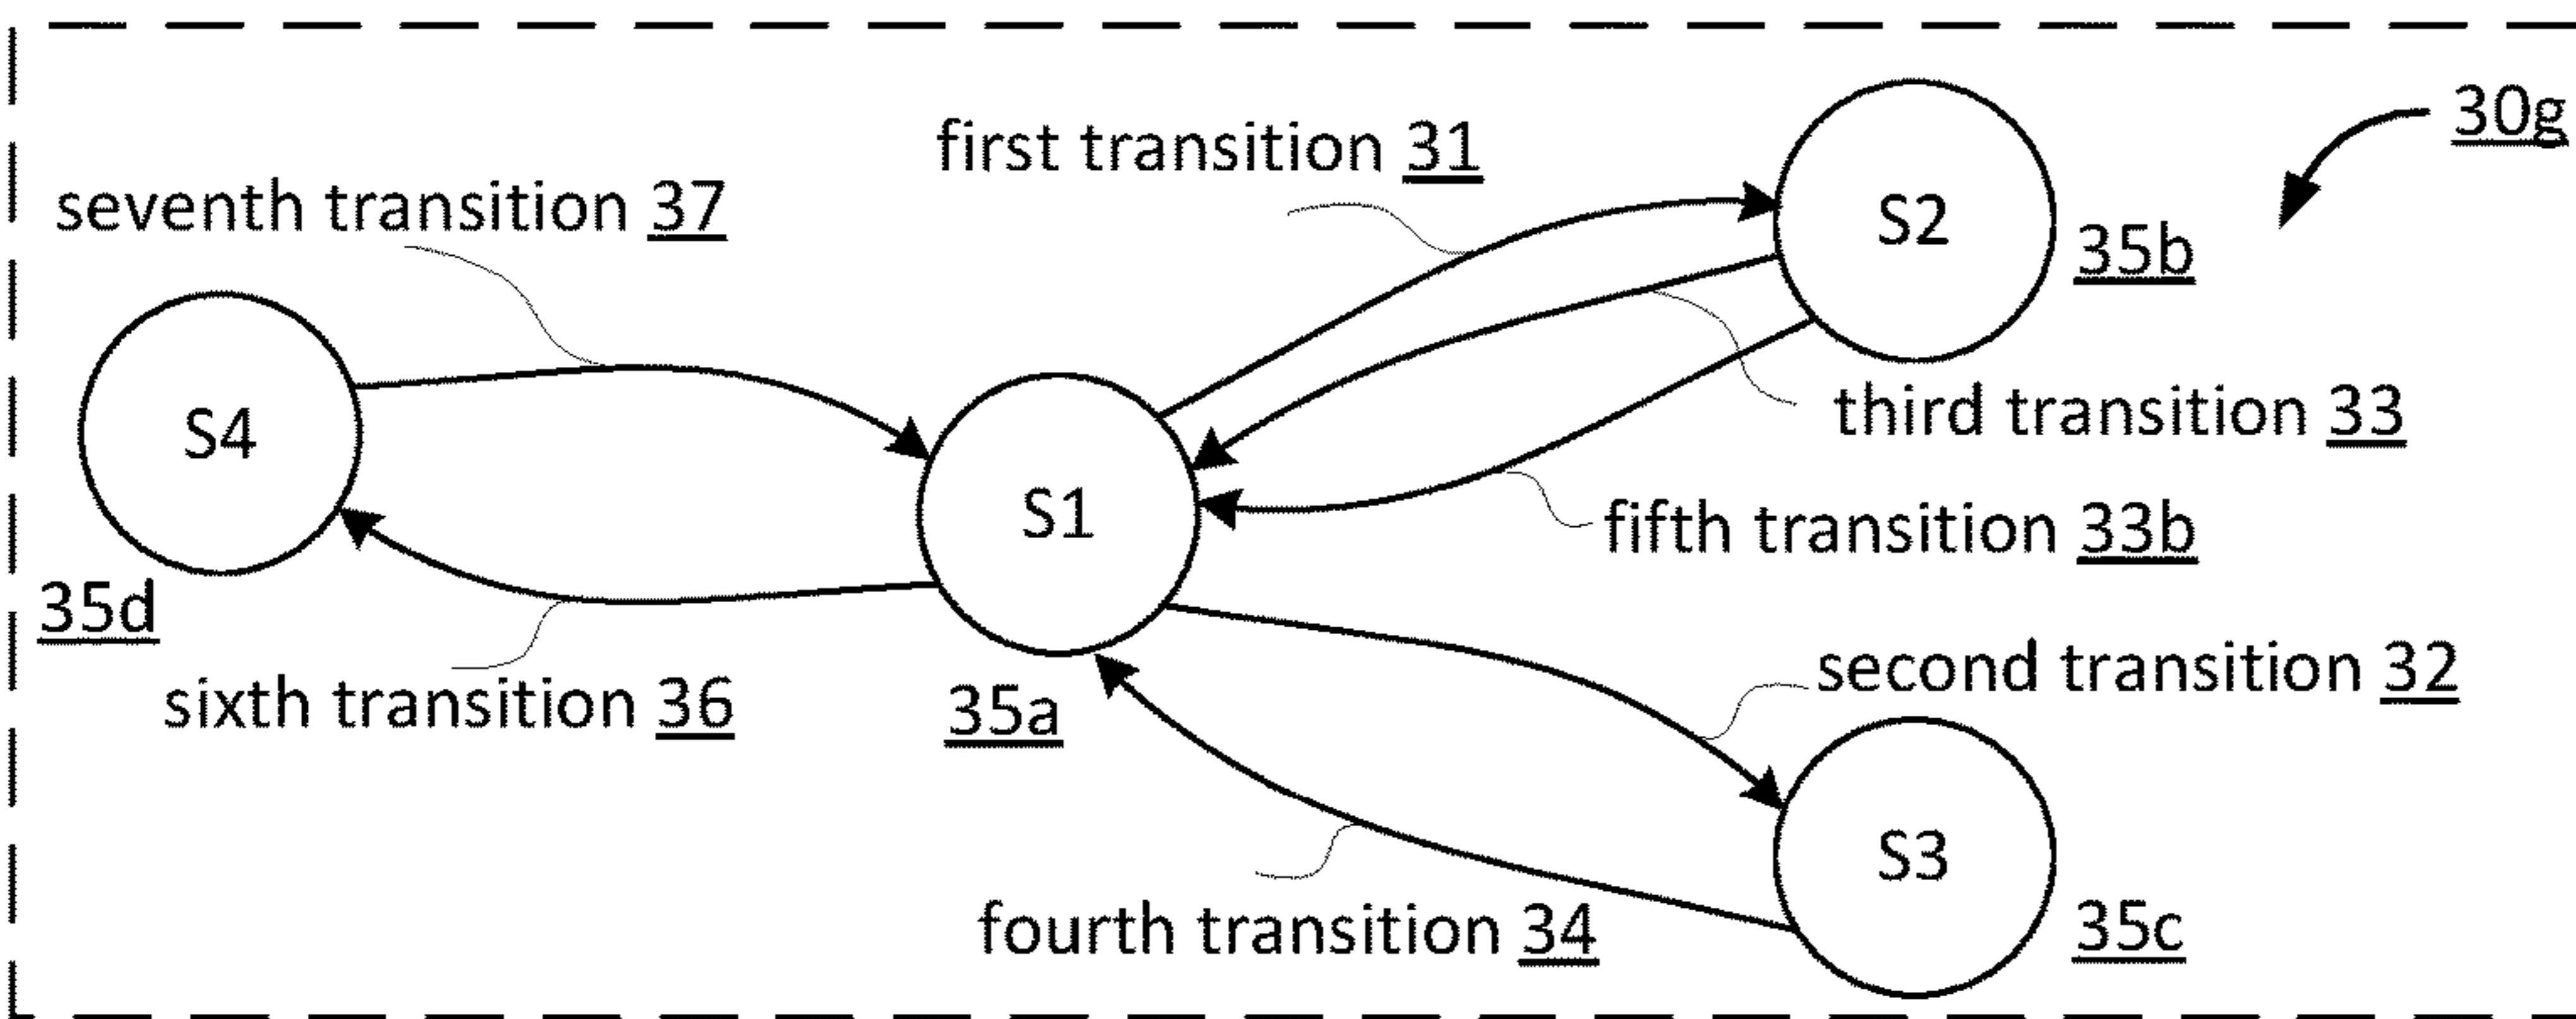 30g
first transition 31
seventh transition 37
S2
35b
S4
third transition 33
S1
fifth transition 33b
35d
second transition 32
sixth transition 36
35a
S3
fourth transition 34
35c